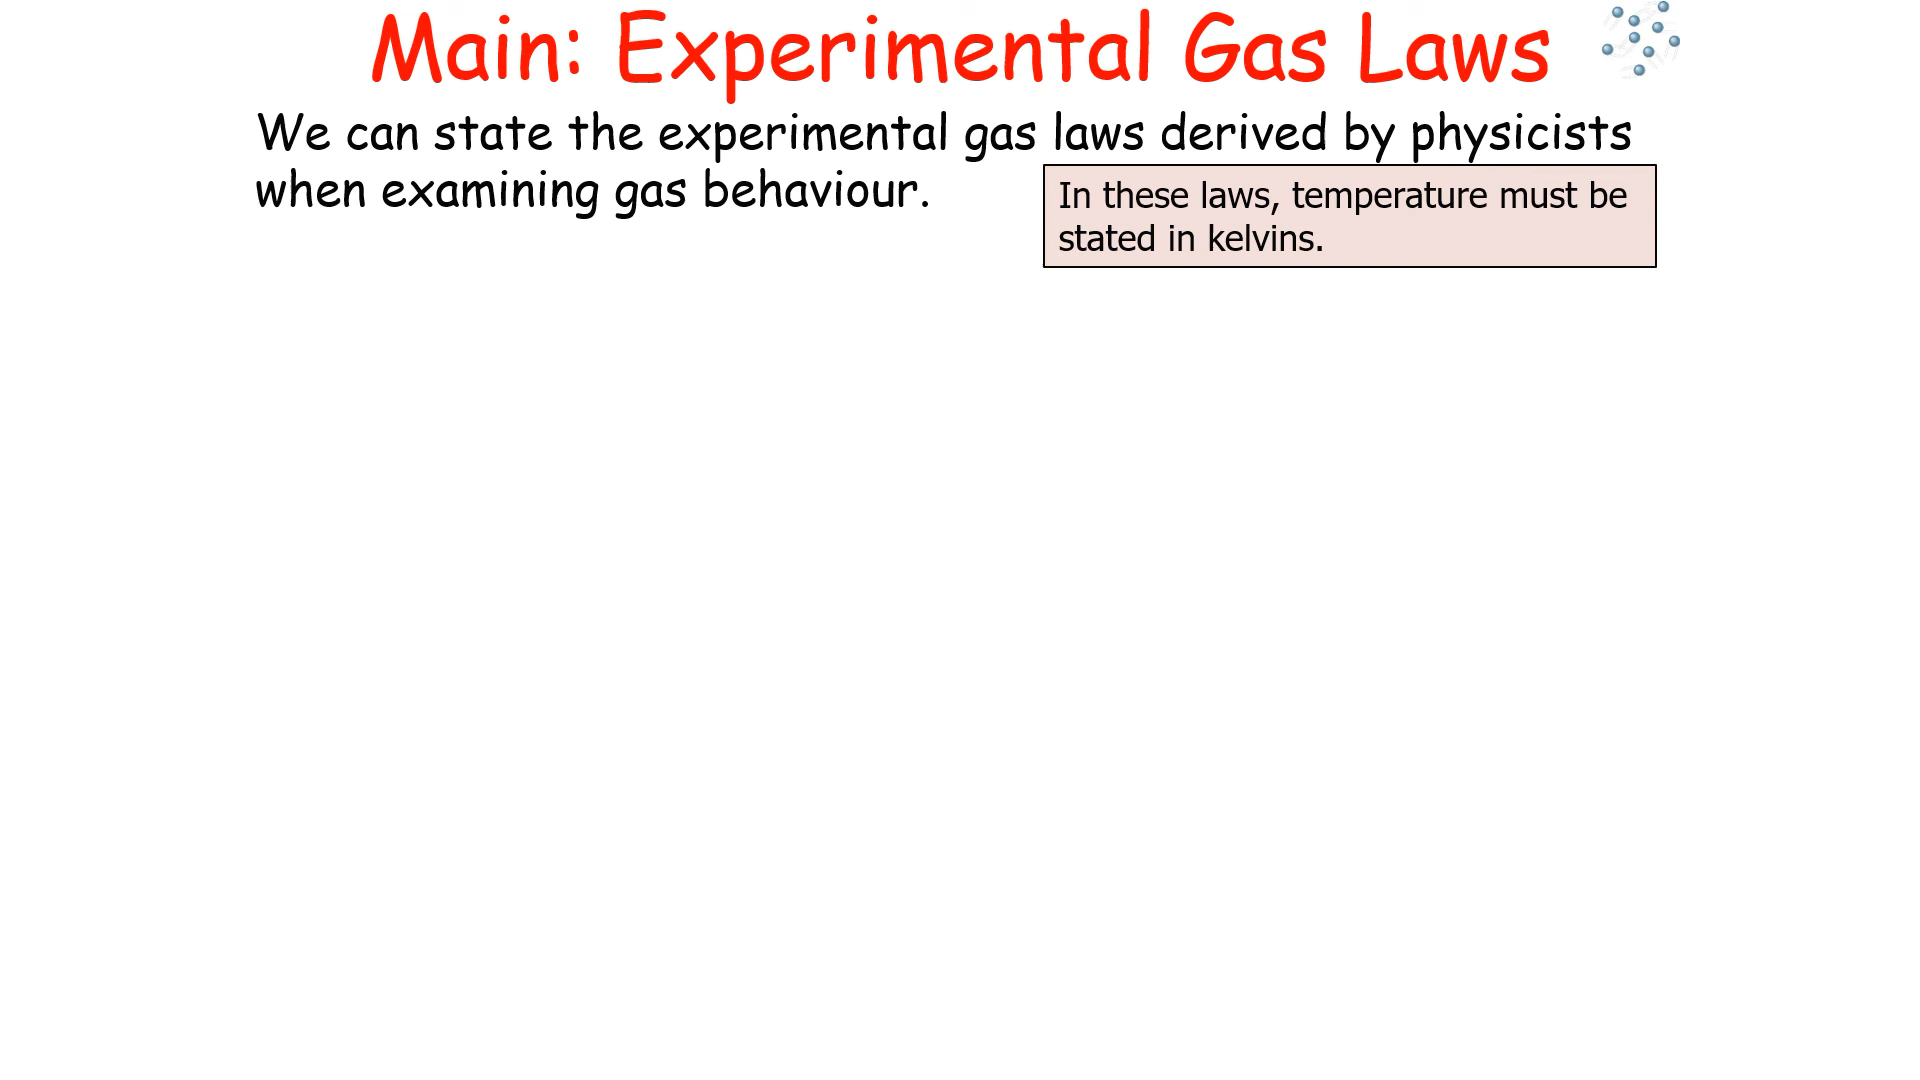 Main: Experimental Gas Laws
We can state the experimental gas laws derived by physicists
when examining gas behaviour.
In these laws, temperature must be
stated in kelvins.